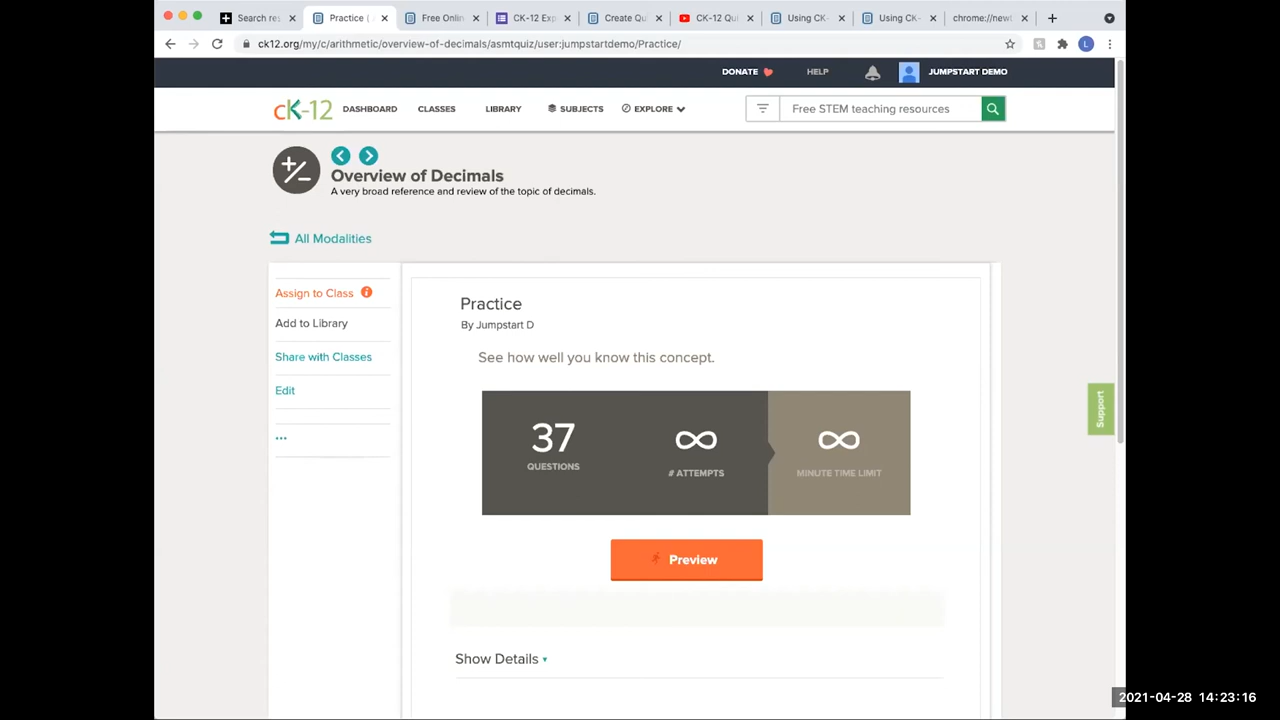 Search res
Practice (
Free Onlin
CK-12 Exp
Create Qu
CK-12 Qu
Using CK-
Using CK-
chrome://newt
ck12.org/my/c/arithmetic/overview-of-decimals/asmtquiz/user:jumpstartdemo/Practice/
L
DONATE
HELP
JUMPSTART DEMO
cK-12
DASHBOARD
CLASSES
LIBRARY
SUBJECTS
EXPLORE
Free STEM teaching resources
Overview of Decimals
A very broad reference and review of the topic of decimals.
All Modalities
Assign to Class
Add to Library
Share with Classes
Edit
...
Practice
By Jumpstart D
See how well you know this concept.
37
QUESTIONS
∞
# ATTEMPTS
∞
MINUTE TIME LIMIT
Preview
Show Details
Support
2021-04-28 14:23:16